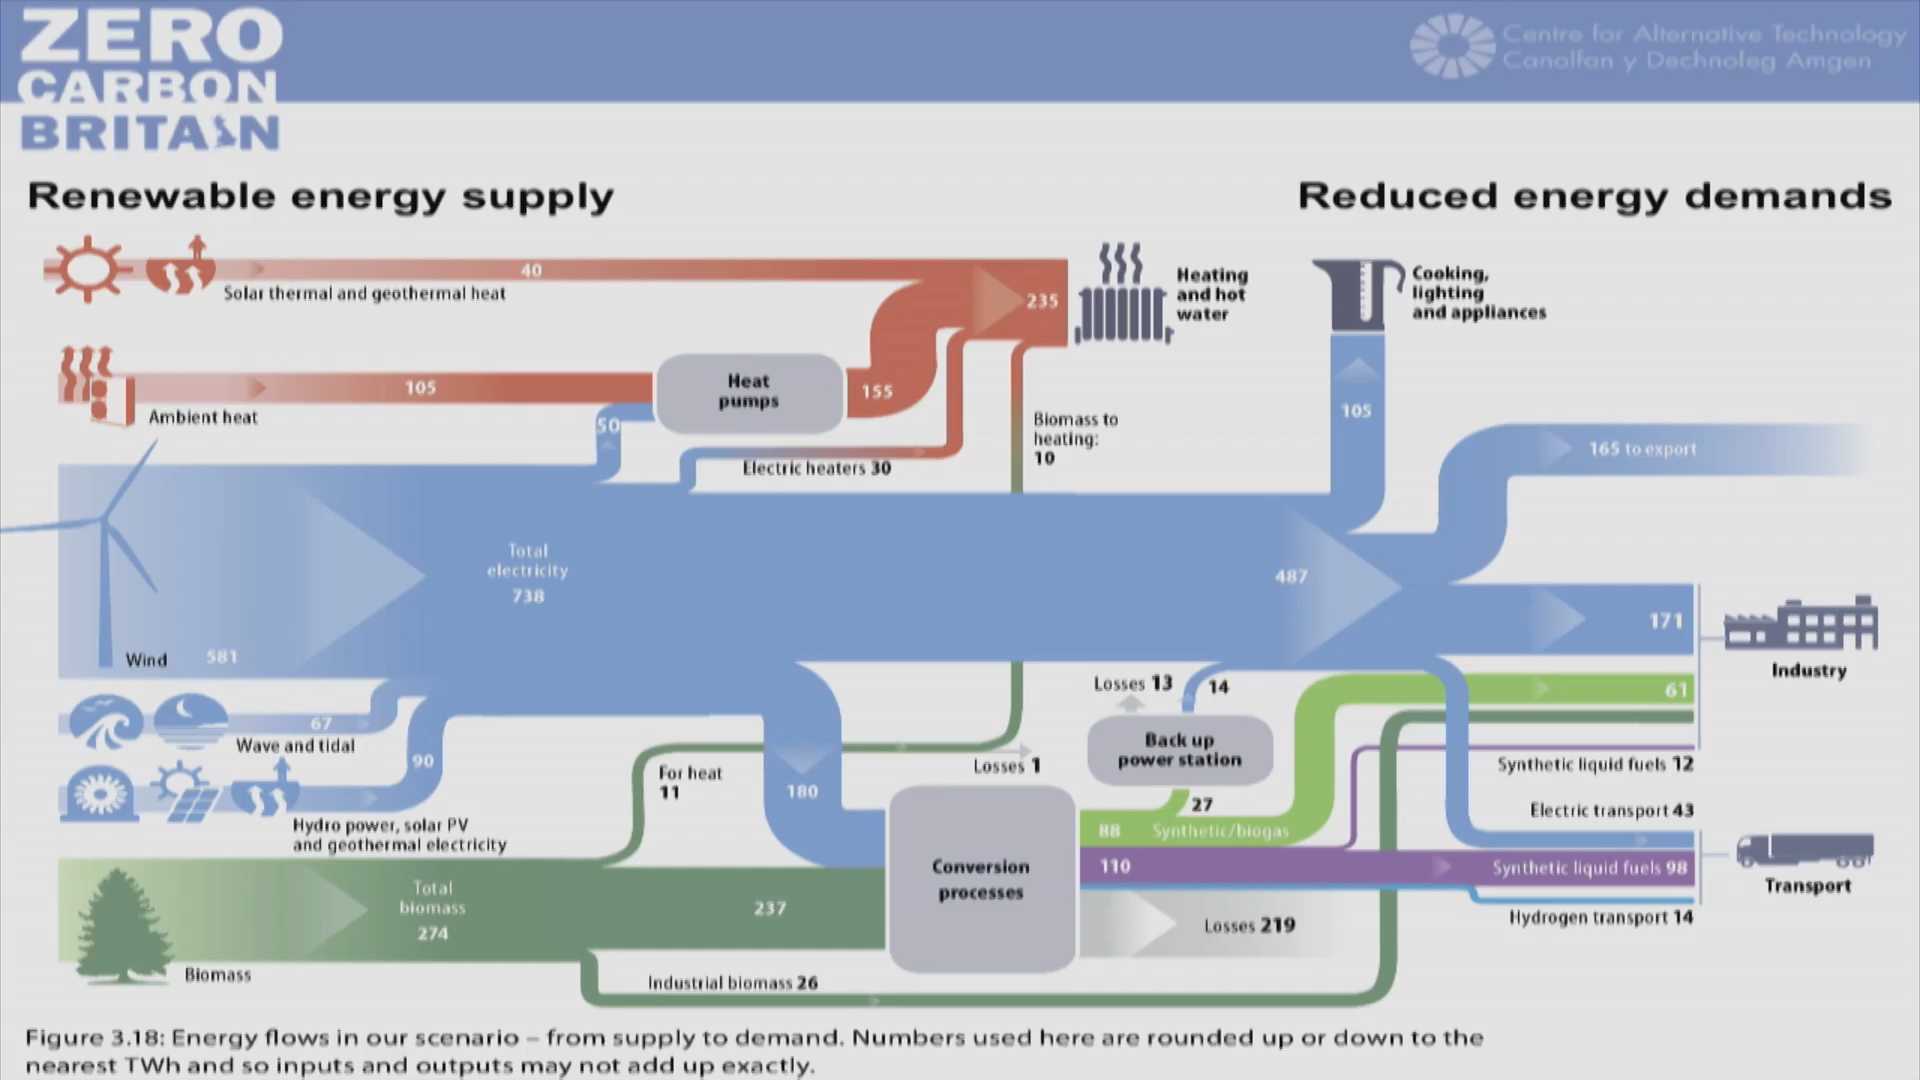 ZERO
CARBON
BRITAIN
Centre for Alternative Technology
Canolfan y Dechnoleg Amgen
Renewable energy supply
Reduced energy demands
40
Solar thermal and geothermal heat
235
Heating
and hot
water
Cooking,
lighting
and appliances
105
Ambient heat
Heat
pumps
155
50
Electric heaters 30
Biomass to
heating:
10
105
165 to export
Total
electricity
738
487
Wind
581
171
Industry
67
Wave and tidal
90
Hydro power, solar PV
and geothermal electricity
For heat
11
180
Losses 1
Losses 13
14
Back up
power station
27
61
Synthetic liquid fuels 12
Electric transport 43
88
Synthetic/biogas
110
Synthetic liquid fuels 98
Hydrogen transport 14
Transport
Conversion
processes
Losses 219
Total
biomass
274
237
Biomass
Industrial biomass 26
Figure 3.18: Energy flows in our scenario – from supply to demand. Numbers used here are rounded up or down to the
nearest TWh and so inputs and outputs may not add up exactly.